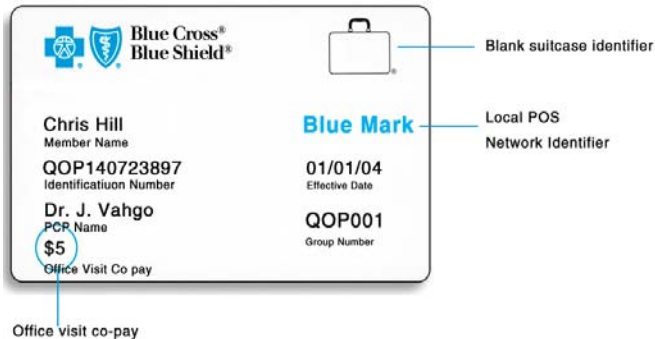 Blue Cross®
Blue Shield®
®
Blank suitcase identifier
Chris Hill
Member Name
Blue Mark
Local POS
Network Identifier
QOP140723897
Identificatiuon Number
01/01/04
Effective Date
Dr. J. Vahgo
PCP Name
QOP001
Group Number
$5
Office Visit Co pay
Office visit co-pay